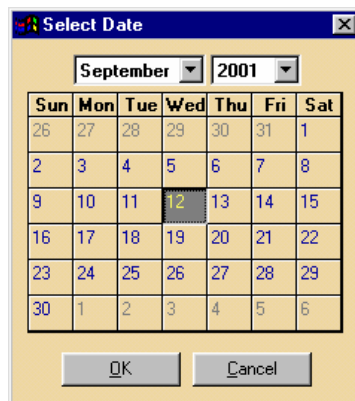 Select Date
September 2001
Sun Mon Tue Wed Thu Fri Sat
26 27 28 29 30 31 1
2 3 4 5 6 7 8
9 10 11 12 13 14 15
16 17 18 19 20 21 22
23 24 25 26 27 28 29
30 1 2 3 4 5 6
OK Cancel